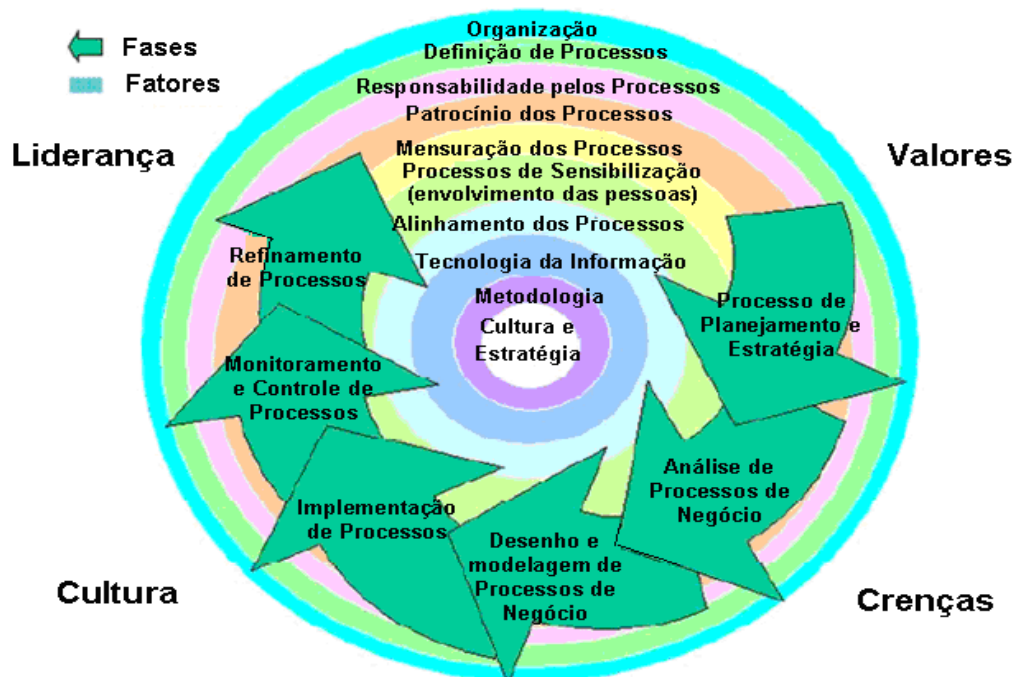 Fases
Fatores
Organização
Definição de Processos
Responsabilidade pelos Processos
Patrocínio dos Processos
Liderança
Valores
Mensuração dos Processos
Processos de Sensibilização
(envolvimento das pessoas)
Alinhamento dos Processos
Tecnologia da Informação
Metodologia
Cultura e
Estratégia
Processo de
Planejamento e
Estratégia
Análise de
Processos de
Negócio
Desenho e
modelagem de
Processos de
Negócio
Implementação
de Processos
Monitoramento
e Controle de
Processos
Refinamento
de Processos
Cultura
Crenças